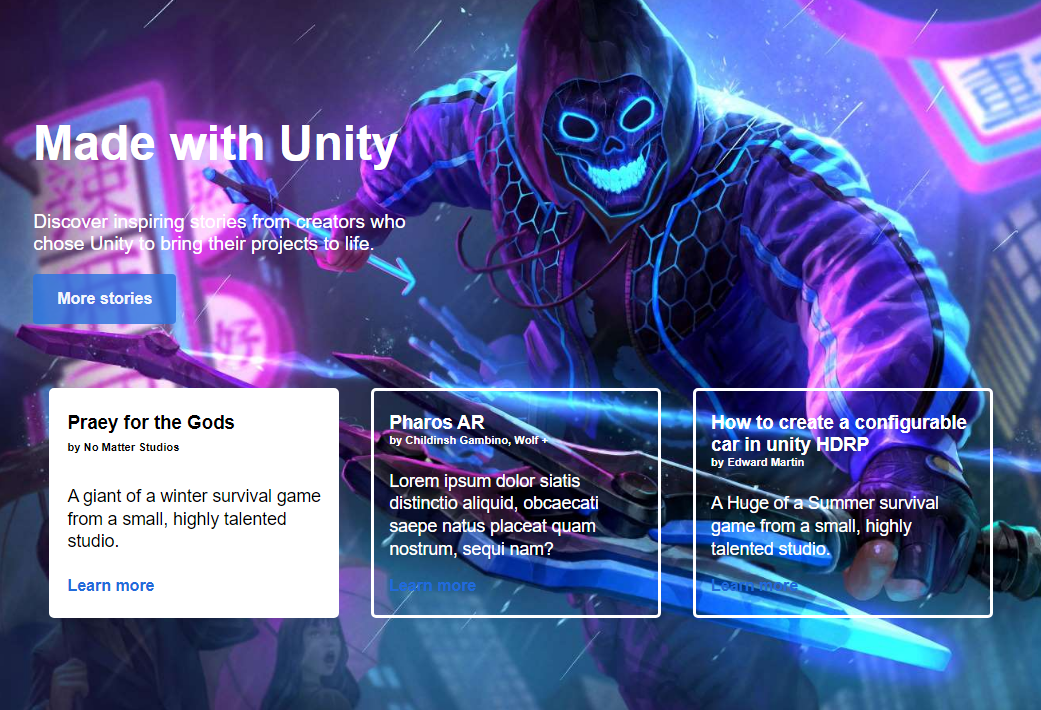 重
Made with Unity
Discover inspiring stories from creators who
chose Unity to bring their projects to life.
More stories
好
Praey for the Gods
by No Matter Studios
A giant of a winter survival game
from a small, highly talented
studio.
Learn more
Pharos AR
by Childinsh Gambino, Wolf +
Lorem ipsum dolor siatis
distinctio aliquid, obcaecati
saepe natus placeat quam
nostrum, sequi nam?
Learn more
How to create a configurable
car in unity HDRP
by Edward Martin
A Huge of a Summer survival
game from a small, highly
talented studio.
Learn more